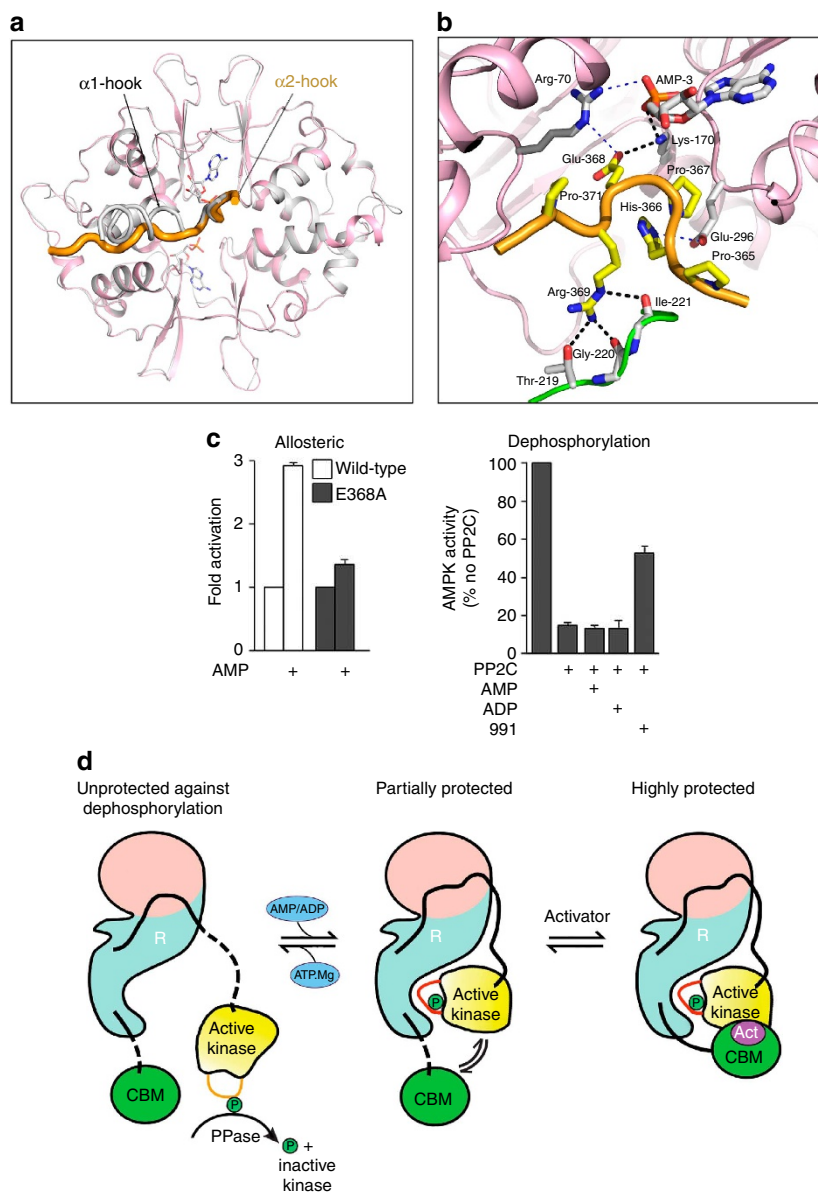 a
α1-hook
α2-hook
b
Arg-70
AMP-3
Lys-170
Glu-368
Pro-367
Pro-371
His-366
Glu-296
Pro-365
Arg-369
Ile-221
Gly-220
Thr-219
c
Allosteric
Fold activation
3
2
1
0
Wild-type
E368A
AMP + +
Dephosphorylation
AMPK activity
(% no PP2C)
100
80
60
40
20
0
PP2C + + + +
AMP +
ADP +
991 +
d
Unprotected against
dephosphorylation
Partially protected
Highly protected
R
Active
kinase
CBM
P
PPase
P +
inactive
kinase
AMP/ADP
ATP.Mg
R
P
Active
kinase
CBM
Activator
R
P
Active
kinase
Act
CBM